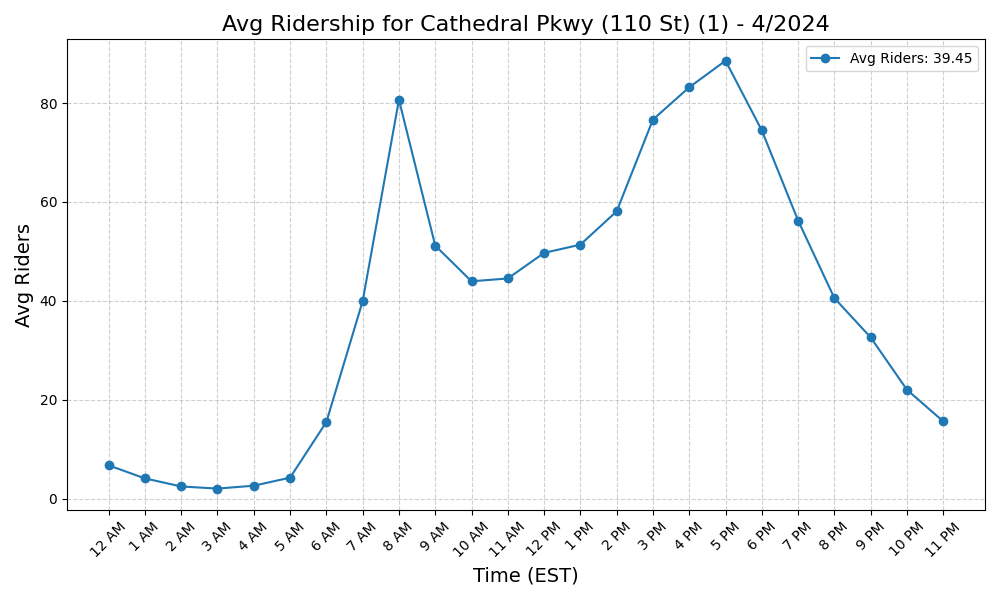 Avg Ridership for Cathedral Pkwy (110 St) (1) - 4/2024
Avg Riders: 39.45
Avg Riders
80
60
40
20
0
12 AM
1 AM
2 AM
3 AM
4 AM
5 AM
6 AM
7 AM
8 AM
9 AM
10 AM
11 AM
12 PM
1 PM
2 PM
3 PM
4 PM
5 PM
6 PM
7 PM
8 PM
9 PM
10 PM
11 PM
Time (EST)